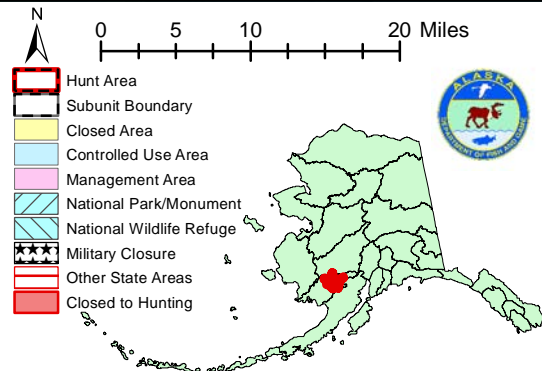 N
0 5 10 20 Miles
Hunt Area
Subunit Boundary
Closed Area
Controlled Use Area
Management Area
National Park/Monument
National Wildlife Refuge
Military Closure
Other State Areas
Closed to Hunting
ALASKA
DEPARTMENT OF FISH AND GAME